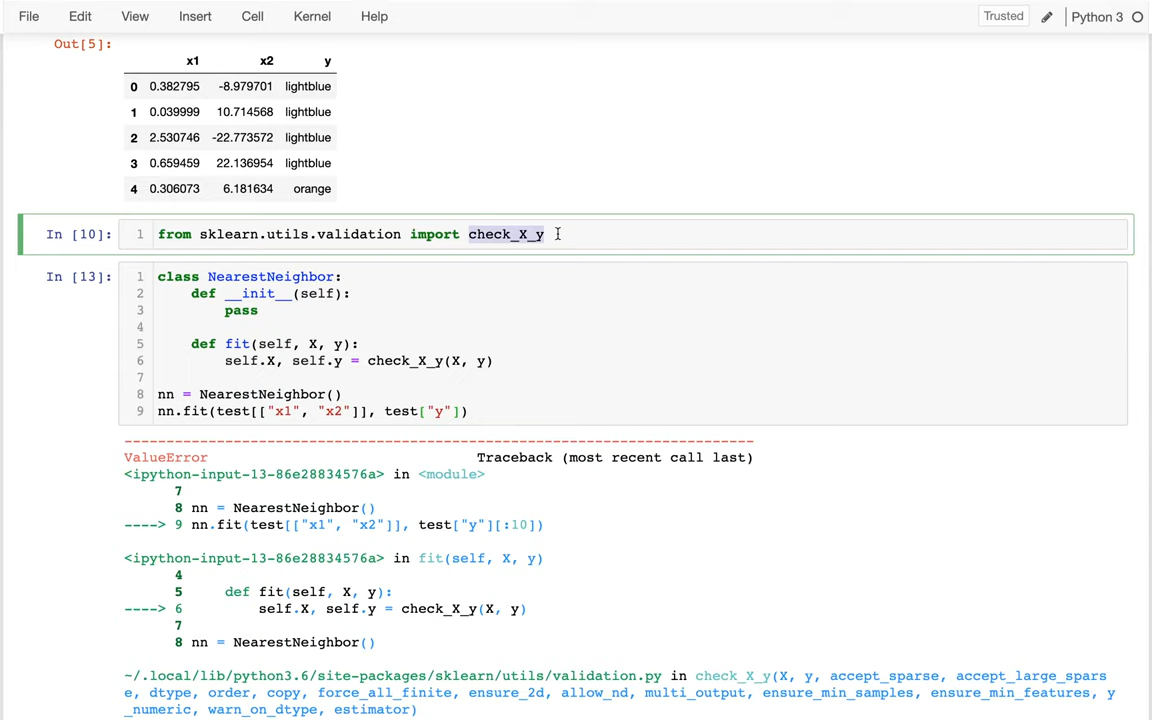 File Edit View Insert Cell Kernel Help Trusted Python 3
Out[5]:
x1 x2 y
0 0.382795 -8.979701 lightblue
1 0.039999 10.714568 lightblue
2 2.530746 -22.773572 lightblue
3 0.659459 22.136954 lightblue
4 0.306073 6.181634 orange
In [10]: 1 from sklearn.utils.validation import check_X_y
In [13]: 1 class NearestNeighbor:
2 def __init__(self):
3 pass
4
5 def fit(self, X, y):
6 self.X, self.y = check_X_y(X, y)
7
8 nn = NearestNeighbor()
9 nn.fit(test[["x1", "x2"]], test["y"])
---------------------------------------------------------------------------
ValueError Traceback (most recent call last)
<ipython-input-13-86e28834576a> in <module>
7
8 nn = NearestNeighbor()
----> 9 nn.fit(test[["x1", "x2"]], test["y"][:10])
<ipython-input-13-86e28834576a> in fit(self, X, y)
4
5 def fit(self, X, y):
----> 6 self.X, self.y = check_X_y(X, y)
7
8 nn = NearestNeighbor()
~/.local/lib/python3.6/site-packages/sklearn/utils/validation.py in check_X_y(X, y, accept_sparse, accept_large_spars
e, dtype, order, copy, force_all_finite, ensure_2d, allow_nd, multi_output, ensure_min_samples, ensure_min_features, y
_numeric, warn_on_dtype, estimator)